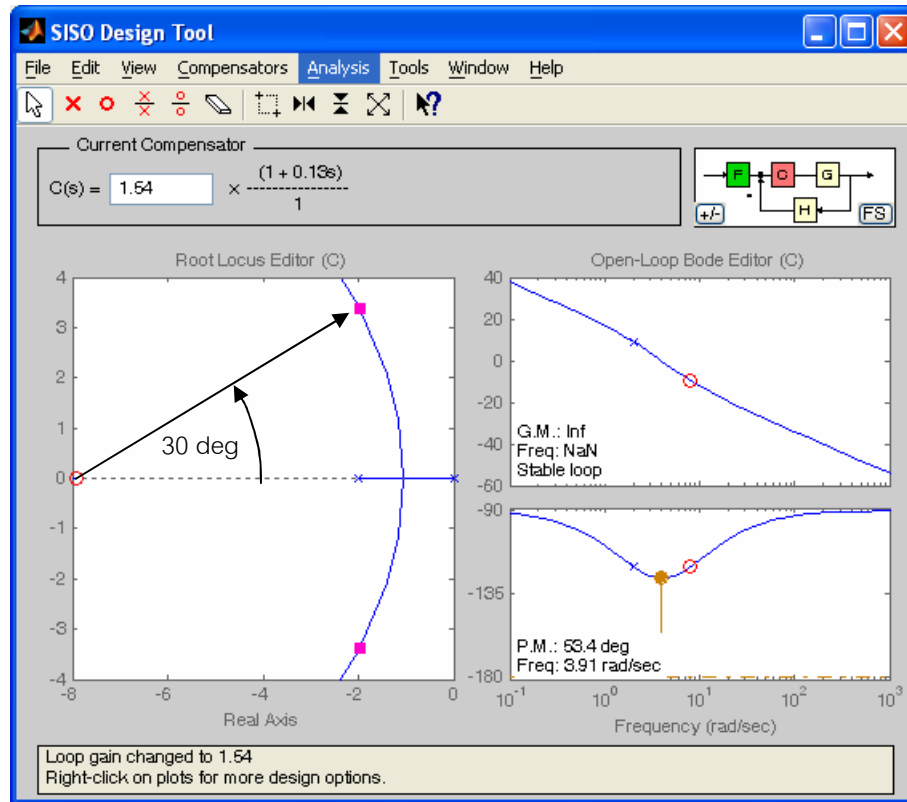 SISO Design Tool
File Edit View Compensators Analysis Tools Window Help
Current Compensator
C(s) = 1.54 × (1 + 0.13s)
1
F C G
H
+/- FS
Root Locus Editor (C)
4
3
2
1
0
-1
-2
-3
-4
-8 -6 -4 -2 0
Real Axis
30 deg
Open-Loop Bode Editor (C)
40
20
0
-20
-40
-60
G.M.: Inf
Freq: NaN
Stable loop
-90
-135
-180
P.M.: 53.4 deg
Freq: 3.91 rad/sec
10^-1 10^0 10^1 10^2 10^3
Frequency (rad/sec)
Loop gain changed to 1.54
Right-click on plots for more design options.